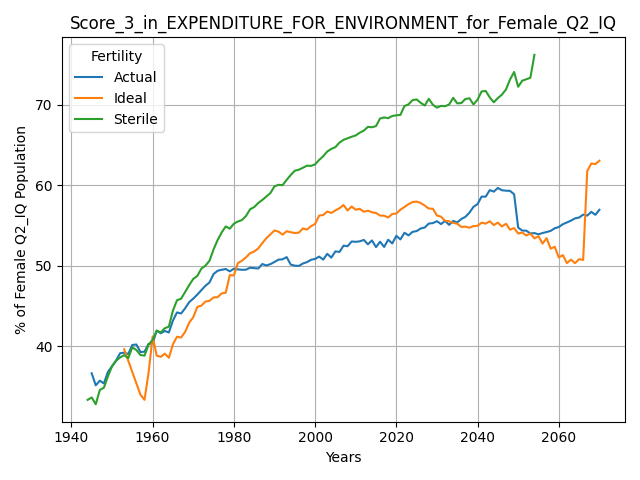 Score_3_in_EXPENDITURE_FOR_ENVIRONMENT_for_Female_Q2_IQ
Fertility
Actual
Ideal
Sterile
% of Female Q2_IQ Population
70
60
50
40
1940
1960
1980
2000
2020
2040
2060
Years